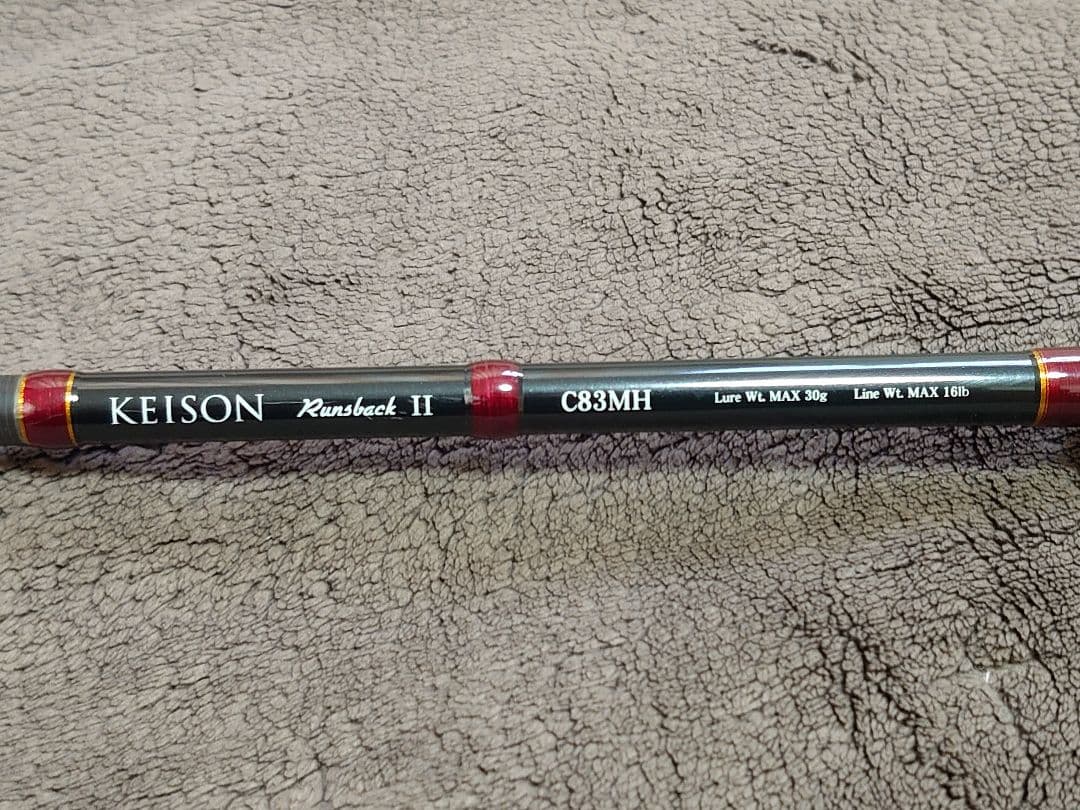 KEISON Runsback II C83MH Lure Wt. MAX 30g Line Wt. MAX 16lb